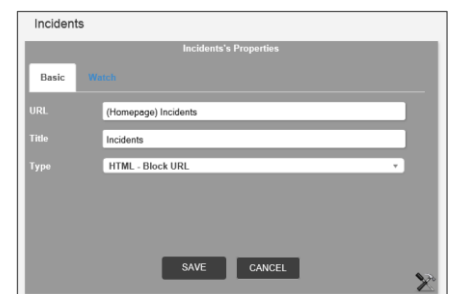 Incidents
Incidents's Properties
Basic Watch
URL (Homepage) Incidents
Title Incidents
Type HTML - Block URL
SAVE CANCEL